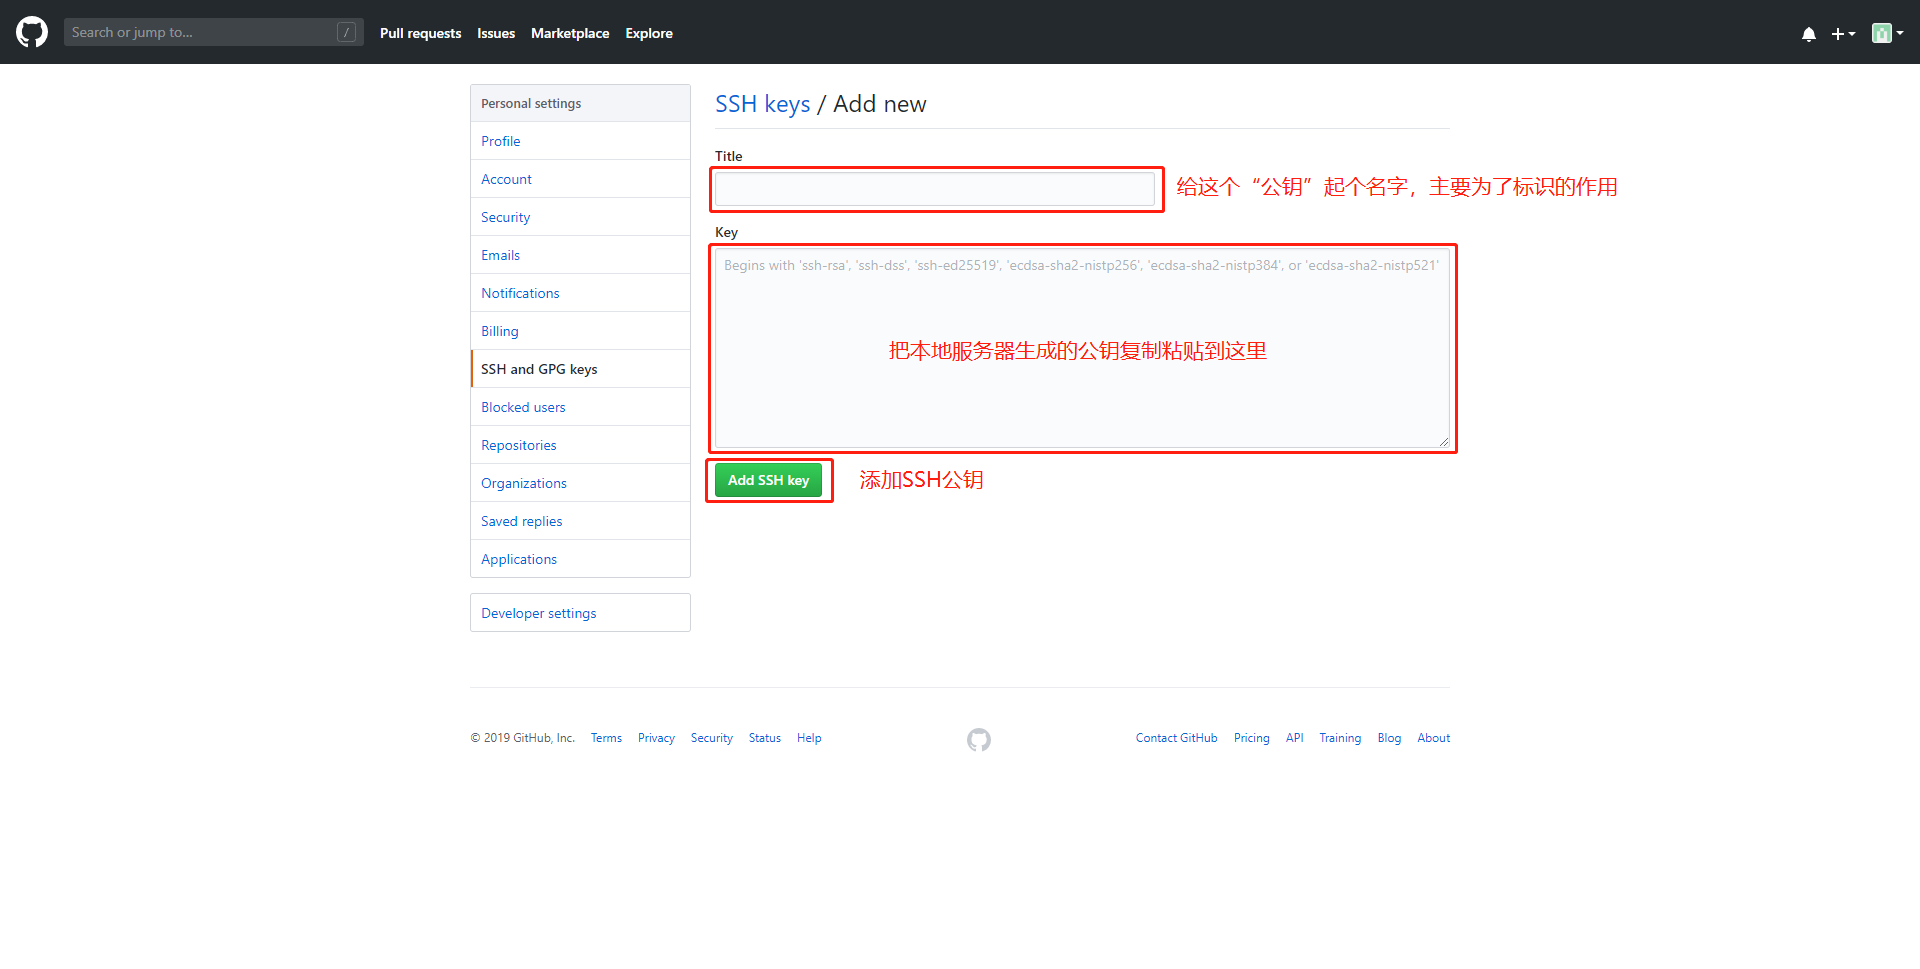 Search or jump to...
/
Pull requests
Issues
Marketplace
Explore
Personal settings
Profile
Account
Security
Emails
Notifications
Billing
SSH and GPG keys
Blocked users
Repositories
Organizations
Saved replies
Applications
Developer settings
SSH keys / Add new
Title
给这个“公钥”起个名字，主要为了标识的作用
Key
Begins with 'ssh-rsa', 'ssh-dss', 'ssh-ed25519', 'ecdsa-sha2-nistp256', 'ecdsa-sha2-nistp384', or 'ecdsa-sha2-nistp521'
把本地服务器生成的公钥复制粘贴到这里
Add SSH key
添加SSH公钥
© 2019 GitHub, Inc.
Terms
Privacy
Security
Status
Help
Contact GitHub
Pricing
API
Training
Blog
About